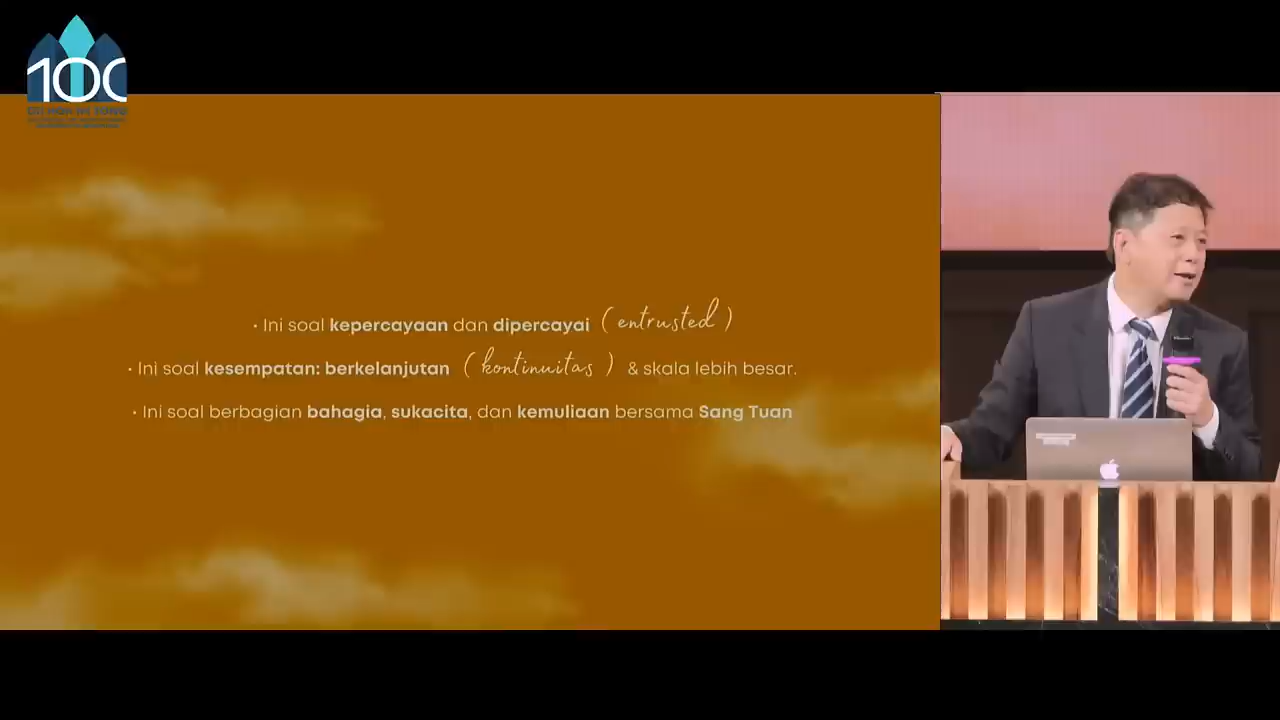 100
• Ini soal kepercayaan dan dipercayai (entrusted)
• Ini soal kesempatan: berkelanjutan (kontinuitas) & skala lebih besar.
• Ini soal berbagian bahagia, sukacita, dan kemuliaan bersama Sang Tuan